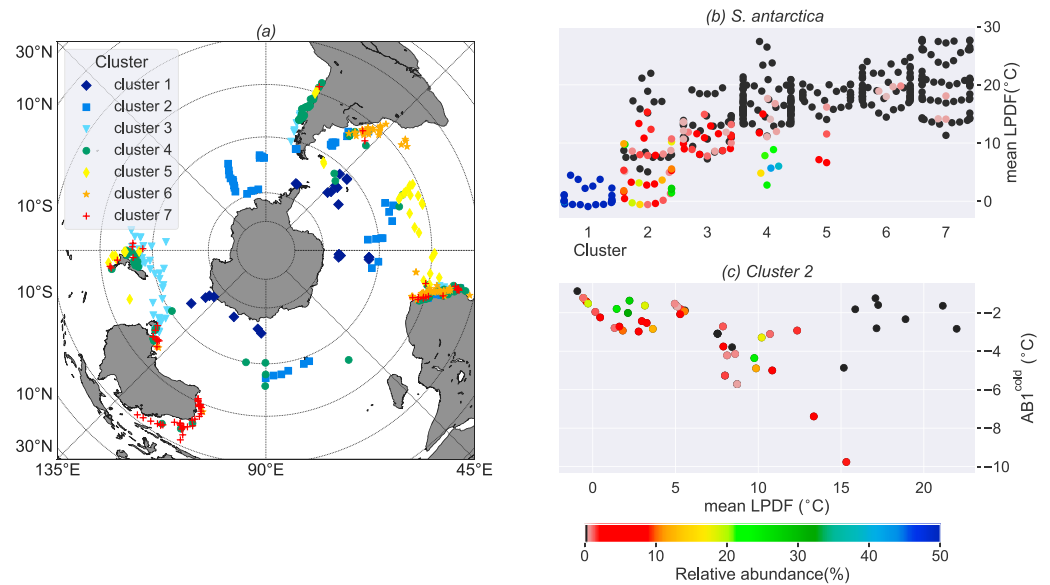 (a)
30°N
10°N
10°S
10°S
10°N
30°N
135°E
90°E
45°E
Cluster
cluster 1
cluster 2
cluster 3
cluster 4
cluster 5
cluster 6
cluster 7
(b) S. antarctica
30
20
10
0
mean LPDF(°C)
1
2
3
4
5
6
7
Cluster
(c) Cluster 2
−2
−4
−6
−8
−10
AB1cold (°C)
0
5
10
15
20
mean LPDF (°C)
0
10
20
30
40
50
Relative abundance(%)